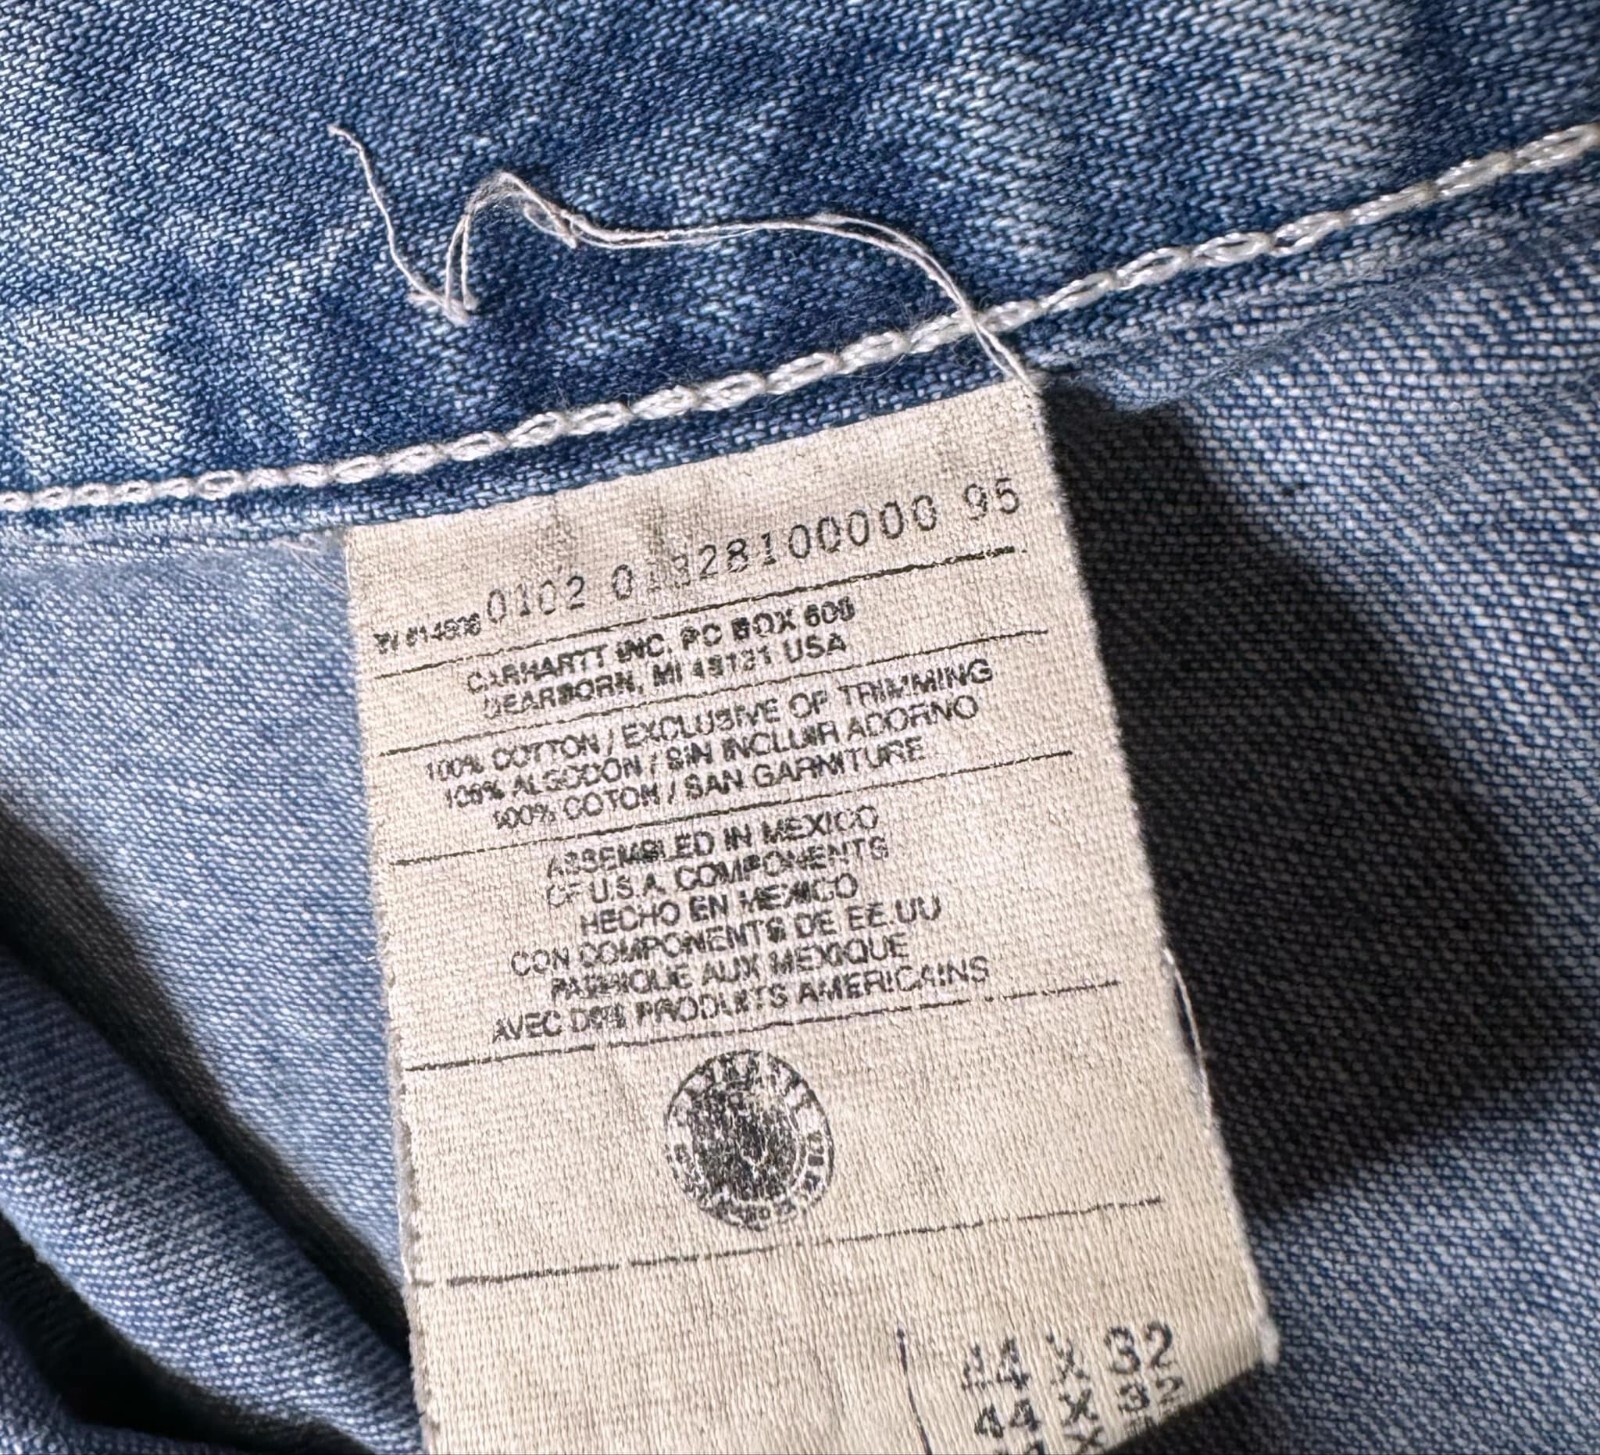 0102 01328100000 95
CARHARTT INC. PO BOX 600
DEARBORN, MI 48121 USA
100% COTTON / EXCLUSIVE OF TRIMMING
100% ALGODON / SIN INCLUIR ADORNO
100% COTON / SAN GARNITURE
ASSEMBLED IN MEXICO
OF U.S.A. COMPONENTS
HECHO EN MEXICO
CON COMPONENTS DE EE.UU
FABRIQUE AUX MEXIQUE
AVEC DES PRODUITS AMERICAINS
44 X 32
44 X 32